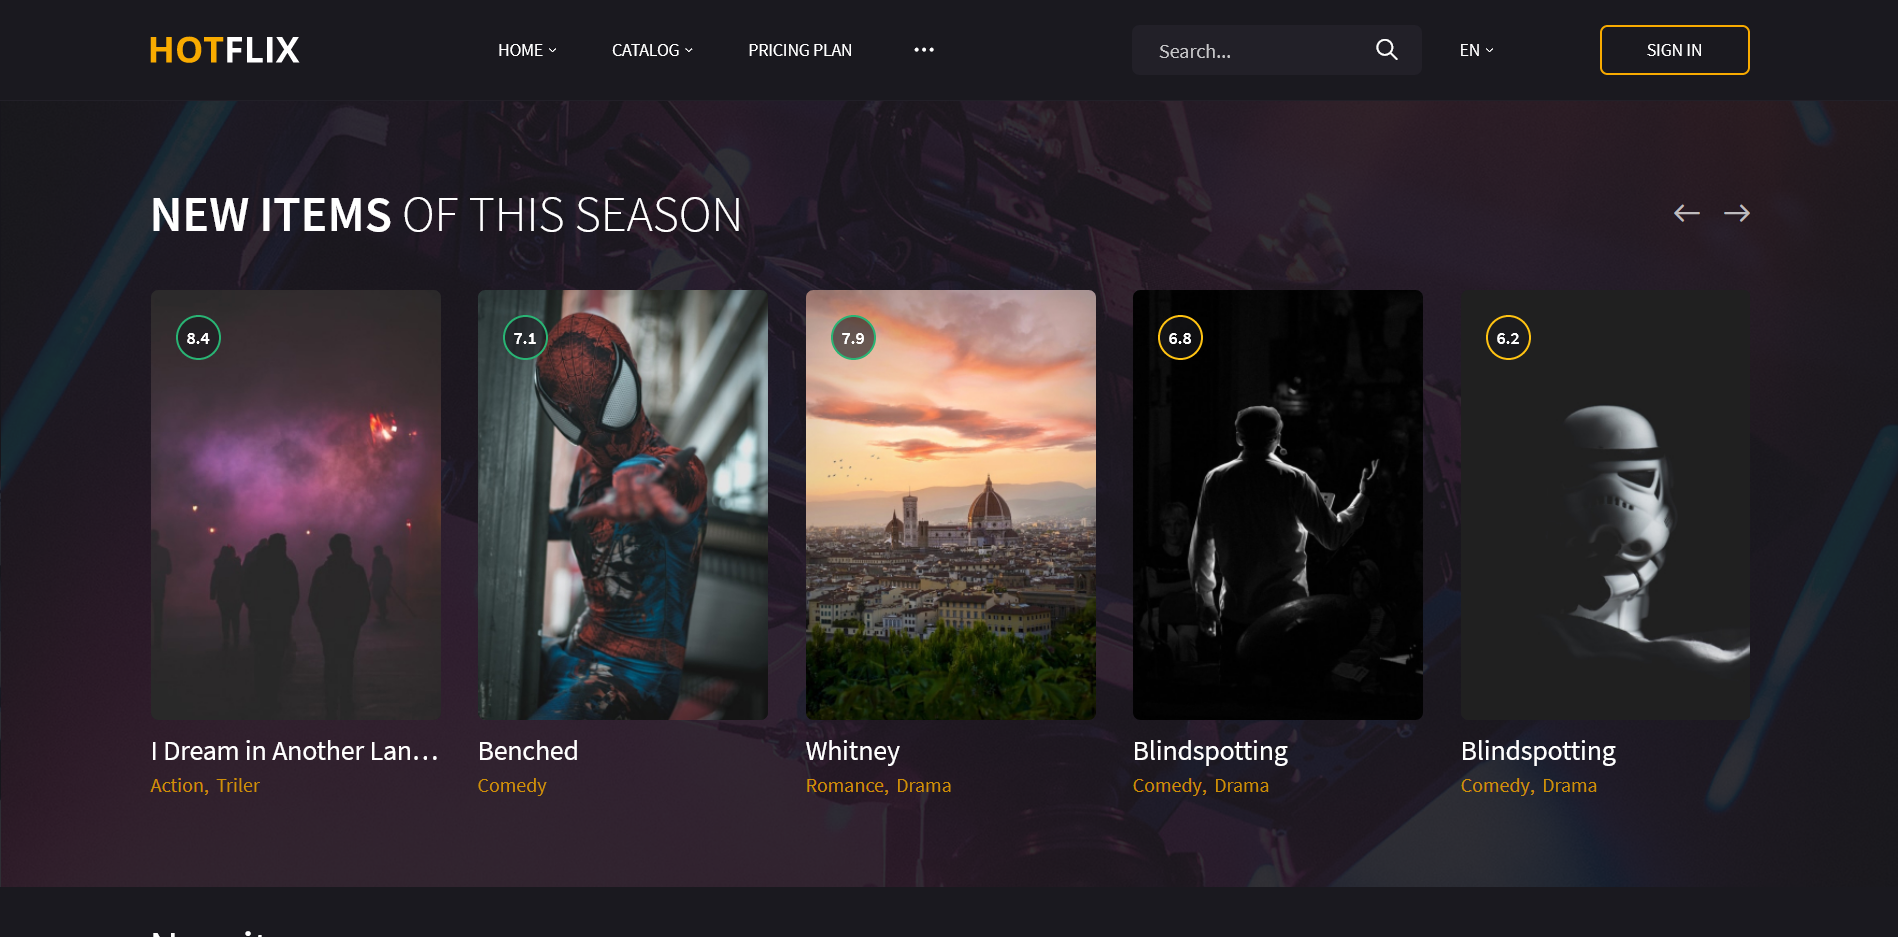 HOTFLIX
HOME
CATALOG
PRICING PLAN
Search...
EN
SIGN IN
NEW ITEMS OF THIS SEASON
8.4
7.1
7.9
6.8
6.2
I Dream in Another Lan...
Benched
Whitney
Blindspotting
Blindspotting
Action, Triler
Comedy
Romance, Drama
Comedy, Drama
Comedy, Drama